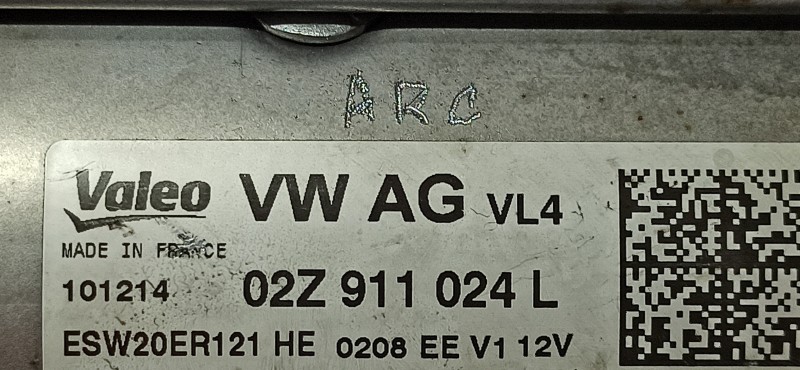 ARC
Valeo VW AG VL4
MADE IN FRANCE
101214 02Z 911 024 L
ESW20ER121 HE 0208 EE V1 12V